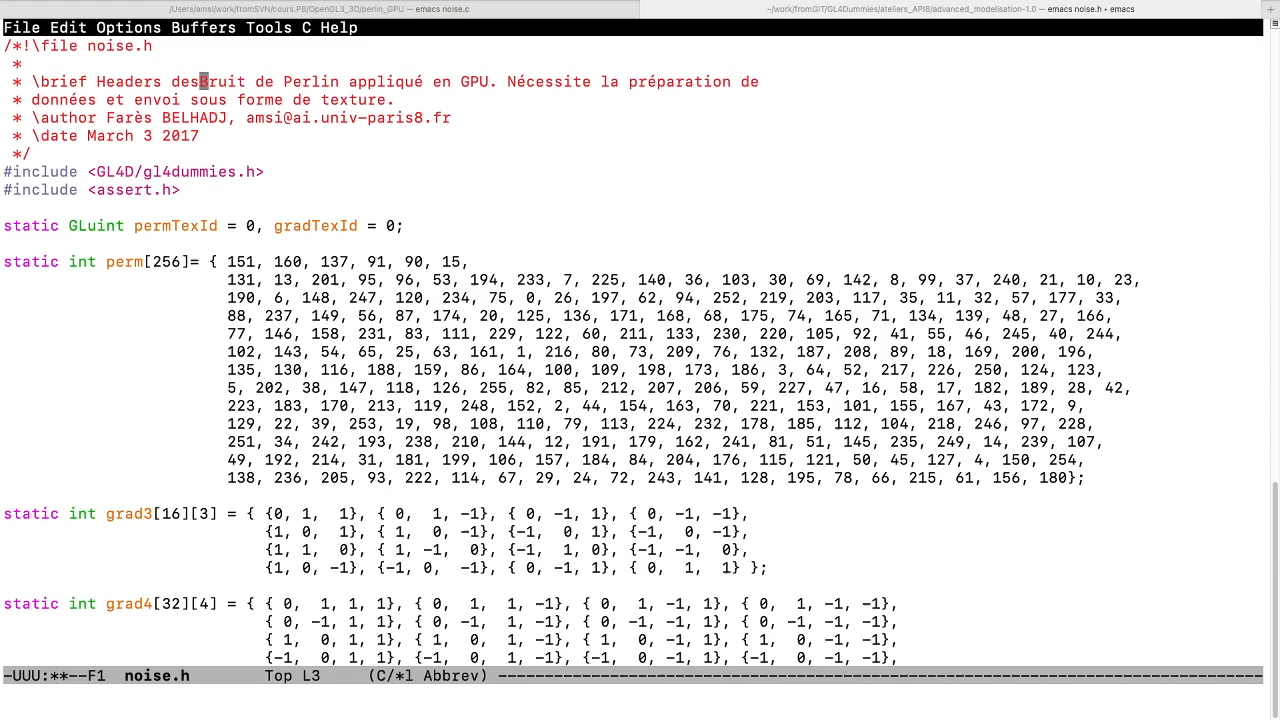 /Users/amsi/work/fromSVN/cours.P8/OpenGL3_3D/perlin_GPU — emacs noise.c
~/work/fromGIT/GL4Dummies/ateliers_API8/advanced_modelisation-1.0 — emacs noise.h • emacs
+
File Edit Options Buffers Tools C Help
/*!\file noise.h
 *
 * \brief Headers desBruit de Perlin appliqué en GPU. Nécessite la préparation de
 * données et envoi sous forme de texture.
 * \author Farès BELHADJ, amsi@ai.univ-paris8.fr
 * \date March 3 2017
 */
#include <GL4D/gl4dummies.h>
#include <assert.h>
static GLuint permTexId = 0, gradTexId = 0;
static int perm[256]= { 151, 160, 137, 91, 90, 15,
131, 13, 201, 95, 96, 53, 194, 233, 7, 225, 140, 36, 103, 30, 69, 142, 8, 99, 37, 240, 21, 10, 23,
190, 6, 148, 247, 120, 234, 75, 0, 26, 197, 62, 94, 252, 219, 203, 117, 35, 11, 32, 57, 177, 33,
88, 237, 149, 56, 87, 174, 20, 125, 136, 171, 168, 68, 175, 74, 165, 71, 134, 139, 48, 27, 166,
77, 146, 158, 231, 83, 111, 229, 122, 60, 211, 133, 230, 220, 105, 92, 41, 55, 46, 245, 40, 244,
102, 143, 54, 65, 25, 63, 161, 1, 216, 80, 73, 209, 76, 132, 187, 208, 89, 18, 169, 200, 196,
135, 130, 116, 188, 159, 86, 164, 100, 109, 198, 173, 186, 3, 64, 52, 217, 226, 250, 124, 123,
5, 202, 38, 147, 118, 126, 255, 82, 85, 212, 207, 206, 59, 227, 47, 16, 58, 17, 182, 189, 28, 42,
223, 183, 170, 213, 119, 248, 152, 2, 44, 154, 163, 70, 221, 153, 101, 155, 167, 43, 172, 9,
129, 22, 39, 253, 19, 98, 108, 110, 79, 113, 224, 232, 178, 185, 112, 104, 218, 246, 97, 228,
251, 34, 242, 193, 238, 210, 144, 12, 191, 179, 162, 241, 81, 51, 145, 235, 249, 14, 239, 107,
49, 192, 214, 31, 181, 199, 106, 157, 184, 84, 204, 176, 115, 121, 50, 45, 127, 4, 150, 254,
138, 236, 205, 93, 222, 114, 67, 29, 24, 72, 243, 141, 128, 195, 78, 66, 215, 61, 156, 180};
static int grad3[16][3] = { {0, 1, 1}, { 0, 1, -1}, { 0, -1, 1}, { 0, -1, -1},
{1, 0, 1}, { 1, 0, -1}, {-1, 0, 1}, {-1, 0, -1},
{1, 1, 0}, { 1, -1, 0}, {-1, 1, 0}, {-1, -1, 0},
{1, 0, -1}, {-1, 0, -1}, { 0, -1, 1}, { 0, 1, 1} };
static int grad4[32][4] = { { 0, 1, 1, 1}, { 0, 1, 1, -1}, { 0, 1, -1, 1}, { 0, 1, -1, -1},
{ 0, -1, 1, 1}, { 0, -1, 1, -1}, { 0, -1, -1, 1}, { 0, -1, -1, -1},
{ 1, 0, 1, 1}, { 1, 0, 1, -1}, { 1, 0, -1, 1}, { 1, 0, -1, -1},
{-1, 0, 1, 1}, {-1, 0, 1, -1}, {-1, 0, -1, 1}, {-1, 0, -1, -1},
-UUU:**--F1 noise.h Top L3 (C/*l Abbrev) ----------------------------------------------------------------------------------